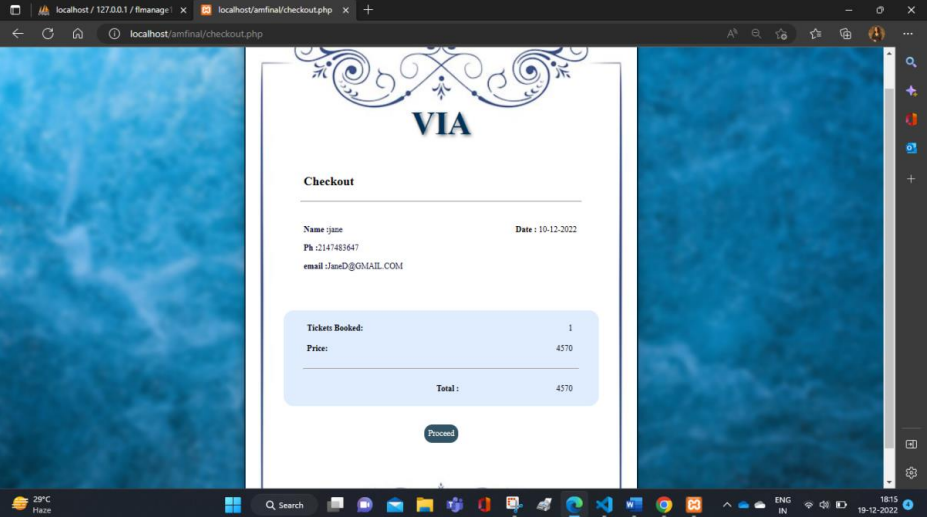 localhost / 127.0.0.1 / flmanage
localhost/amfinal/checkout.php
localhost/amfinal/checkout.php
VIA
Checkout
Name :jane
Date : 10-12-2022
Ph :2147483647
email :JaneD@GMAIL.COM
Tickets Booked: 1
Price: 4570
Total : 4570
Proceed
29°C
Haze
Search
ENG
IN
18:15
19-12-2022